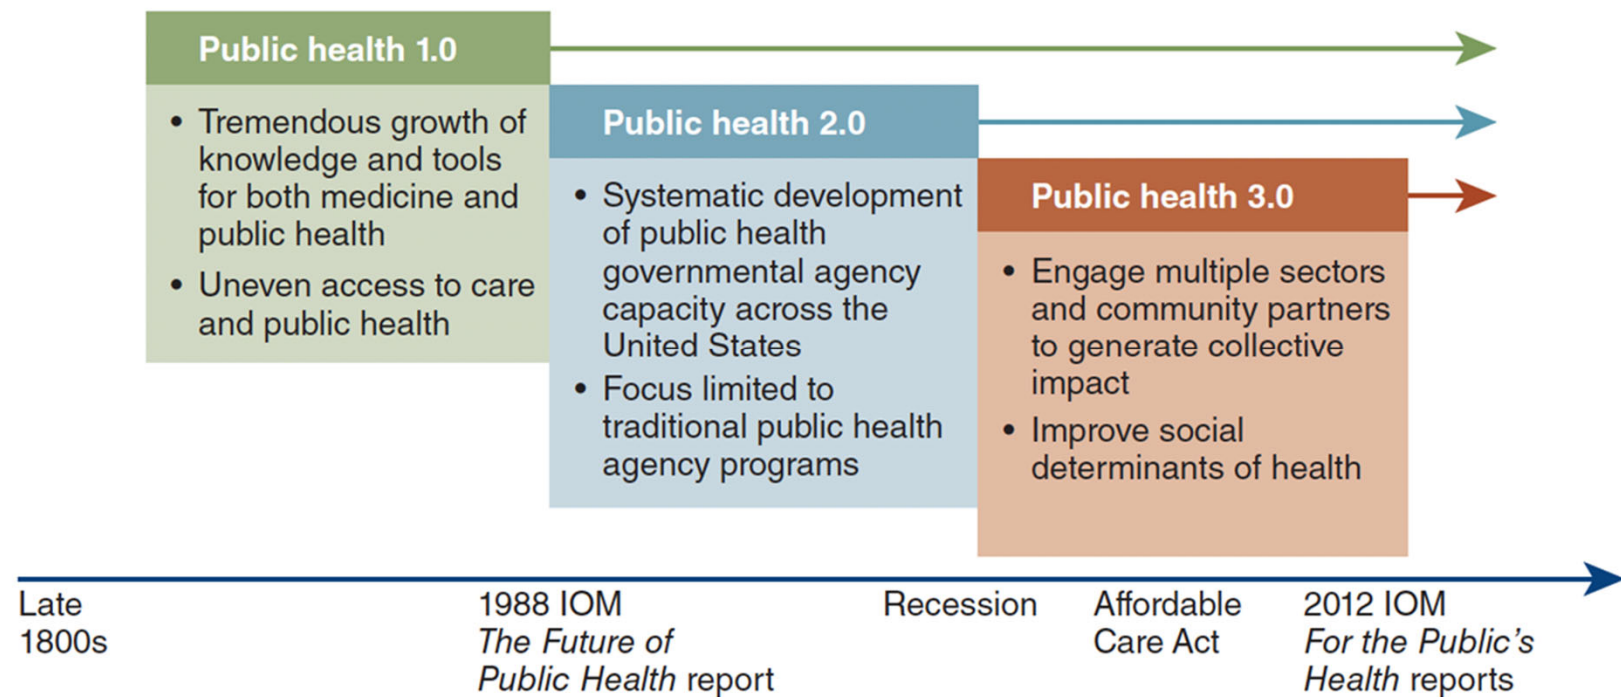 Public health 1.0
• Tremendous growth of
knowledge and tools
for both medicine and
public health
• Uneven access to care
and public health
Public health 2.0
• Systematic development
of public health
governmental agency
capacity across the
United States
• Focus limited to
traditional public health
agency programs
Public health 3.0
• Engage multiple sectors
and community partners
to generate collective
impact
• Improve social
determinants of health
Late
1800s
1988 IOM
The Future of
Public Health report
Recession
Affordable
Care Act
2012 IOM
For the Public's
Health reports